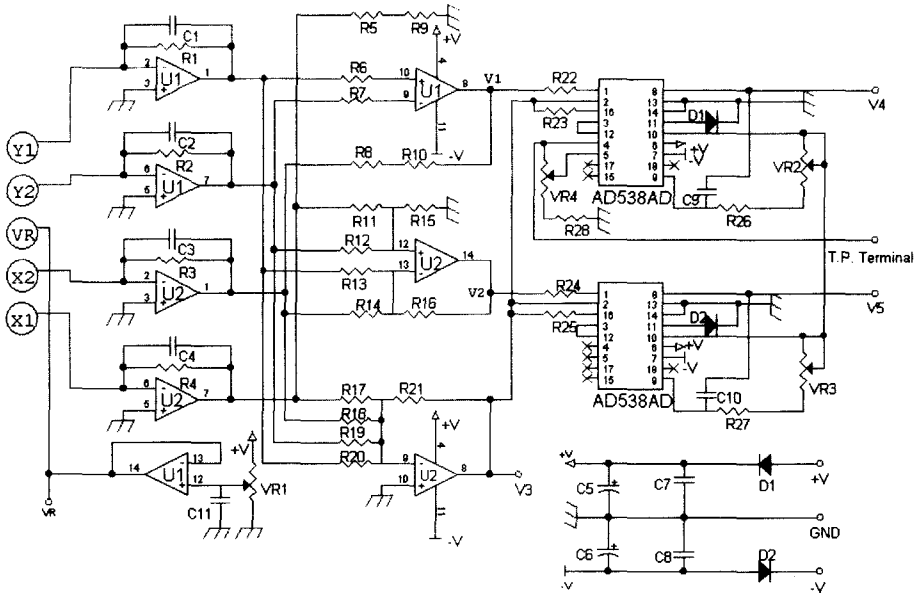 C1
R1
2
3
U1
1
Y1
C2
R2
6
5
U1
7
Y2
VR
C3
R3
2
3
U2
1
X2
X1
C4
R4
6
5
U2
7
+V
14
U1
13
12
VR1
C11
VR
R5
R9
+V
4
R6
R7
10
9
U1
8
V1
11
-V
R8
R10
R11
R15
R12
R13
12
13
U2
14
V2
R14
R16
R17
R21
R18
R19
R20
+V
4
9
10
U2
8
V3
11
-V
R22
R23
1
2
16
3
12
4
5
17
15
8
13
14
11
10
6
7
18
9
D1
+V
-V
VR4
AD538AD
R28
C9
R26
VR2
V4
T.P. Terminal
R24
R25
1
2
16
3
12
4
5
17
15
8
13
14
11
10
6
7
18
9
D2
+V
-V
AD538AD
C10
R27
VR3
V5
+V
C5
+
C7
D1
+V
GND
C6
+
C8
D2
-V
-V